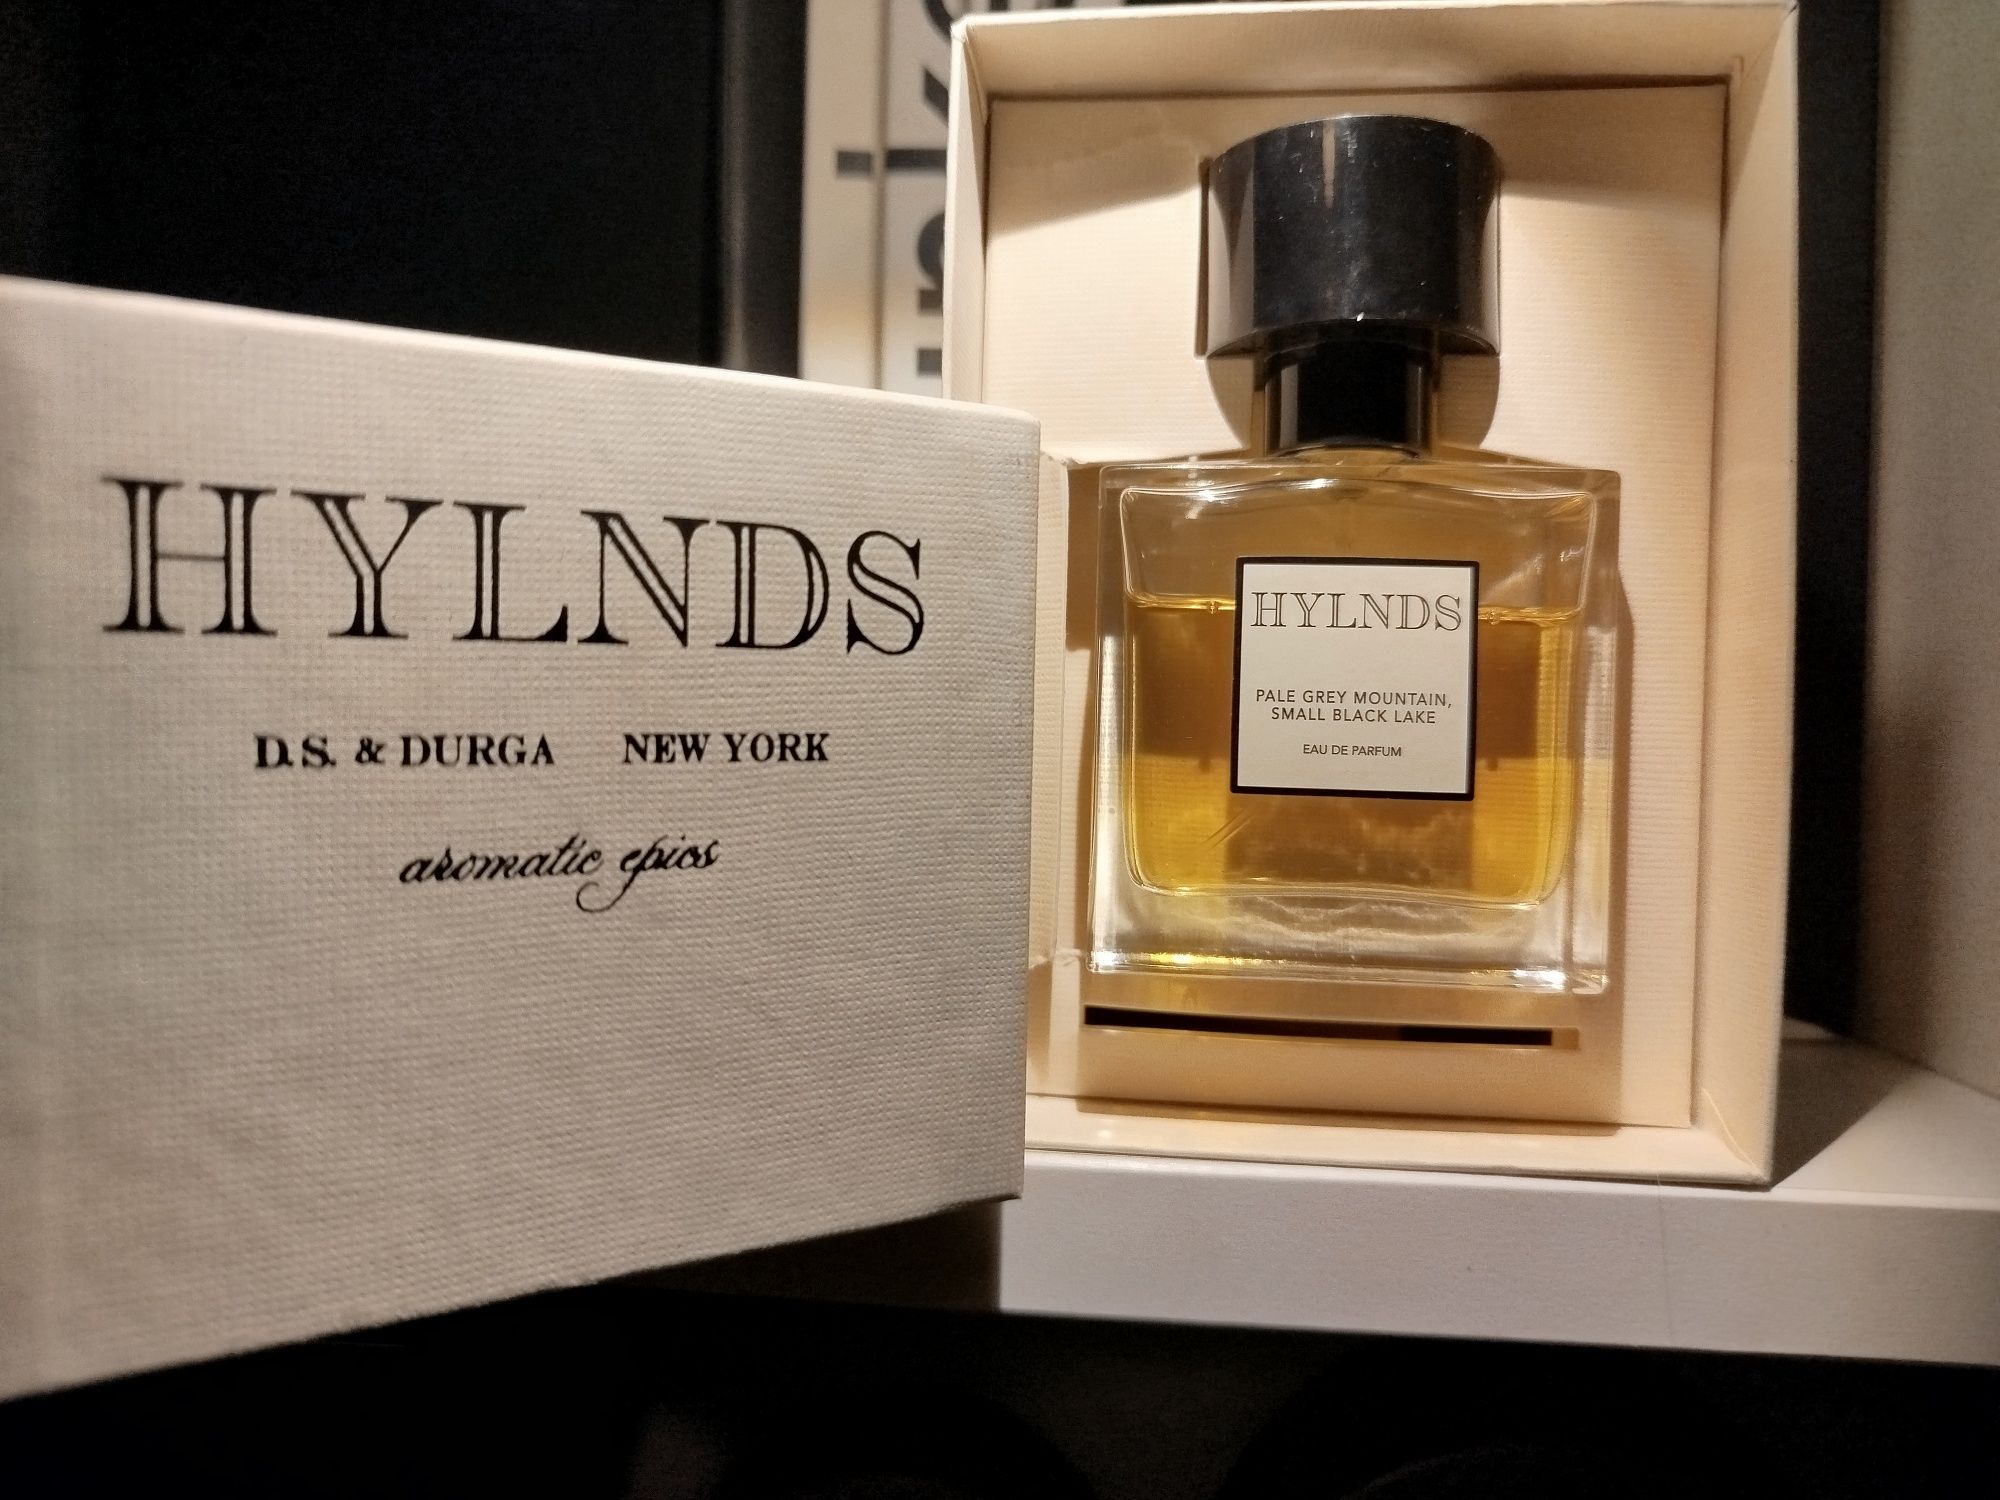 HYLNDS
D.S. & DURGA NEW YORK
aromatic epics
HYLNDS
PALE GREY MOUNTAIN,
SMALL BLACK LAKE
EAU DE PARFUM